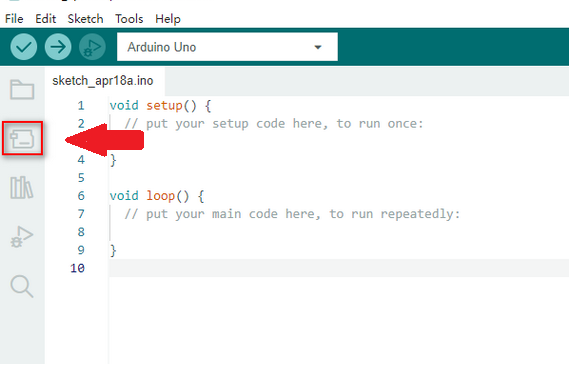 File Edit Sketch Tools Help
Arduino Uno
sketch_apr18a.ino
1 void setup() {
2 // put your setup code here, to run once:
4 }
5
6 void loop() {
7 // put your main code here, to run repeatedly:
8
9 }
10